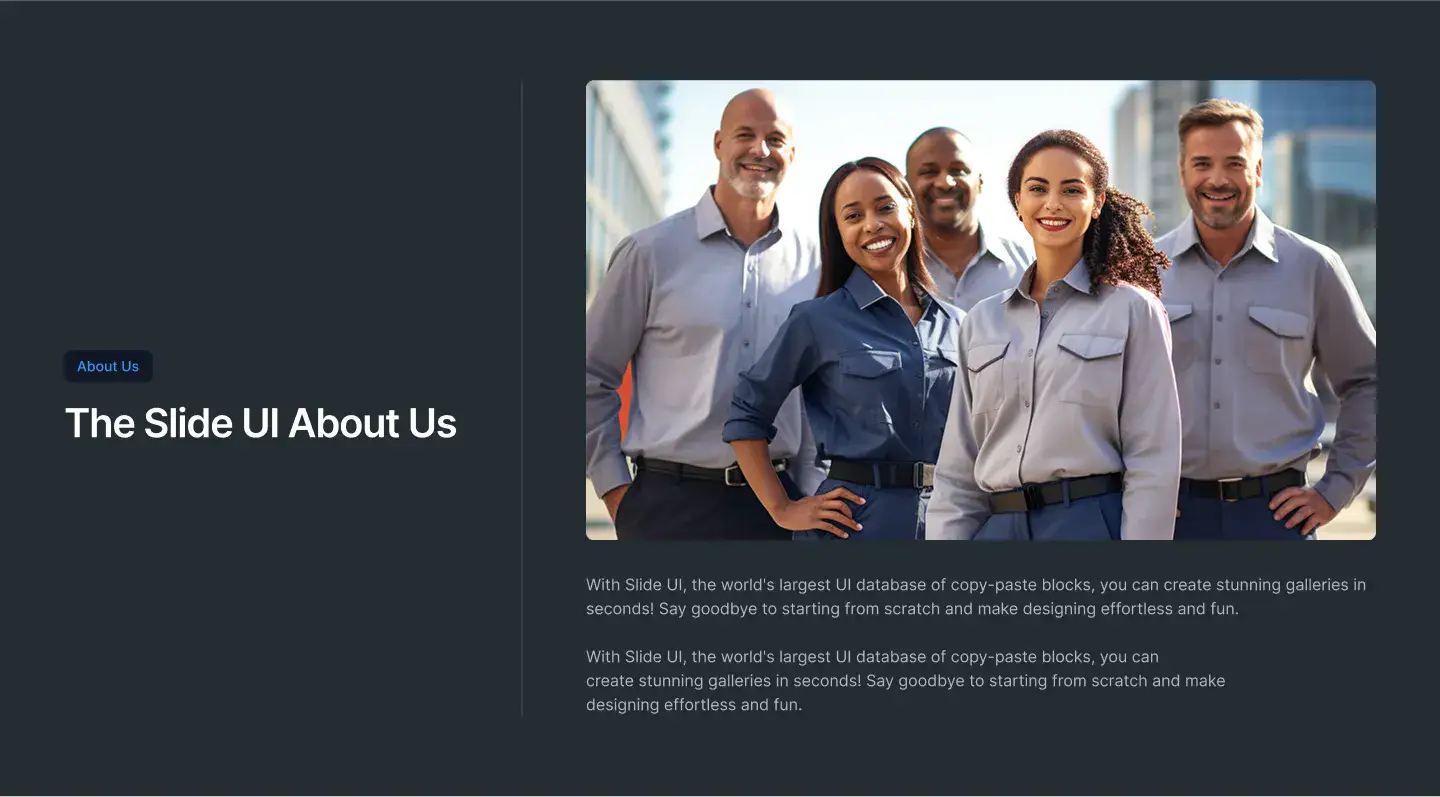 About Us
The Slide UI About Us
With Slide UI, the world's largest UI database of copy-paste blocks, you can create stunning galleries in
seconds! Say goodbye to starting from scratch and make designing effortless and fun.
With Slide UI, the world's largest UI database of copy-paste blocks, you can
create stunning galleries in seconds! Say goodbye to starting from scratch and make
designing effortless and fun.